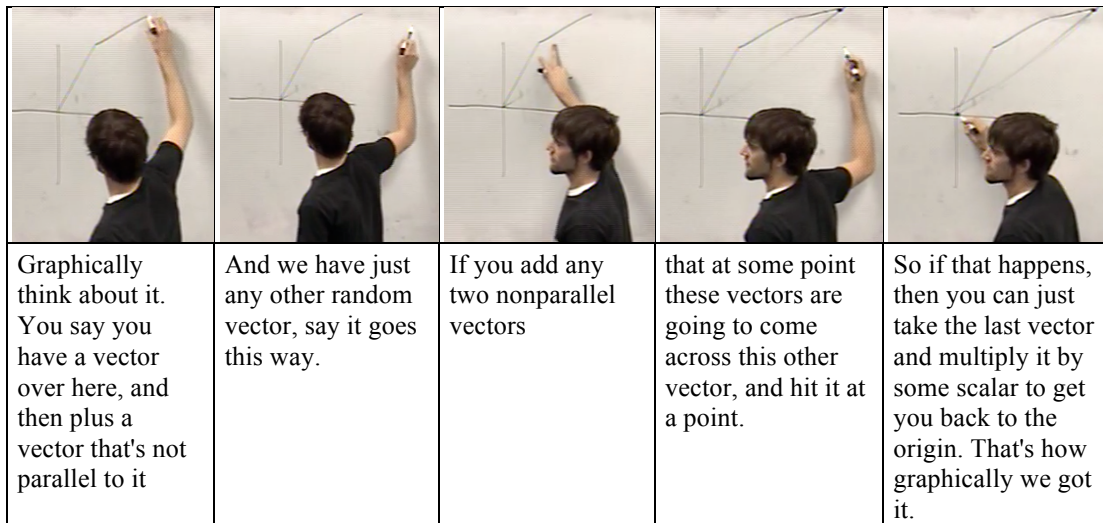 Graphically
think about it.
You say you
have a vector
over here, and
then plus a
vector that's not
parallel to it
And we have just
any other random
vector, say it goes
this way.
If you add any
two nonparallel
vectors
that at some point
these vectors are
going to come
across this other
vector, and hit it at
a point.
So if that happens,
then you can just
take the last vector
and multiply it by
some scalar to get
you back to the
origin. That's how
graphically we got
it.